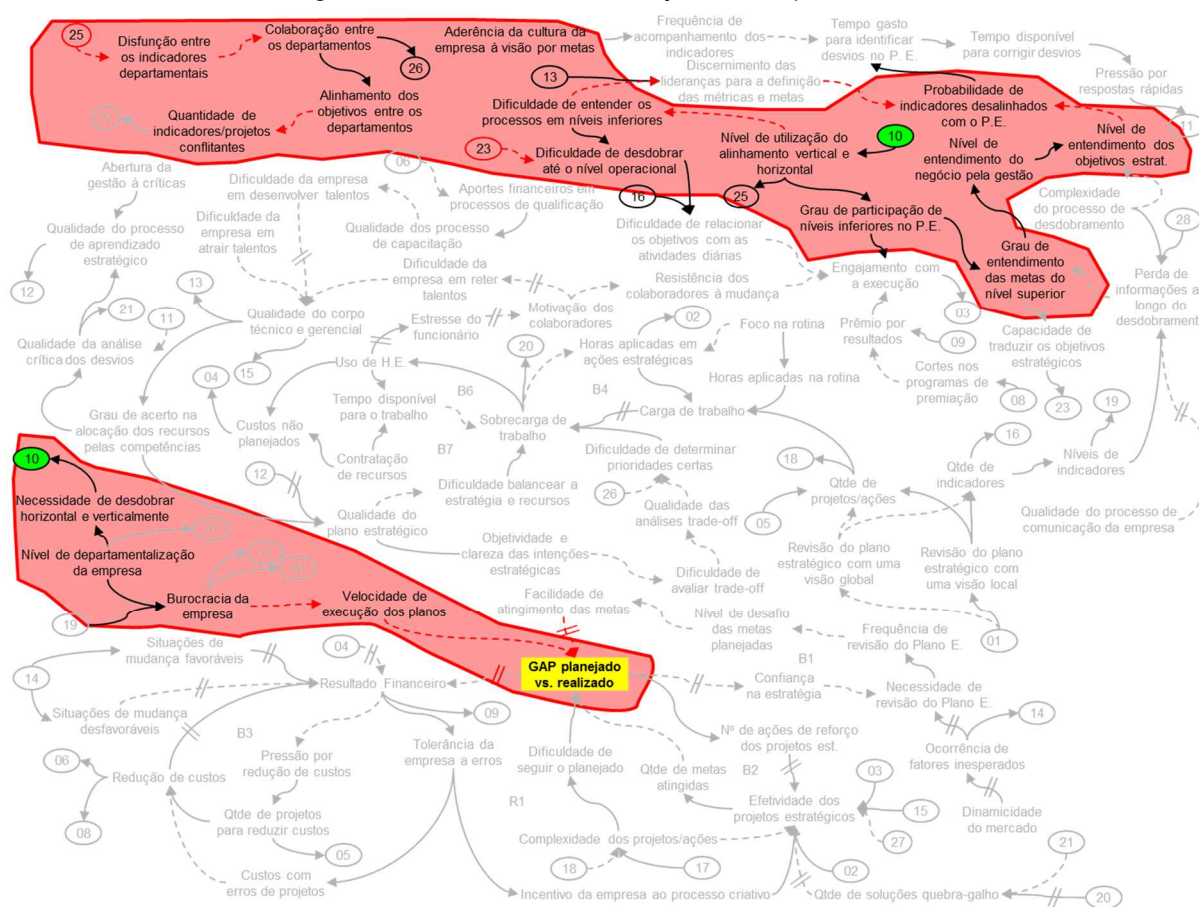 25
Disfunção entre
os indicadores
departamentais
Colaboração entre
os departamentos
26
Aderência da cultura da
empresa à visão por metas
Frequência de
acompanhamento dos
indicadores
Tempo gasto
para identificar
desvios no P. E.
Tempo disponível
para corrigir desvios
13
Discernimento das
lideranças para a definição
das métricas e metas
Pressão por
respostas rápidas
11
Alinhamento dos
objetivos entre os
departamentos
Quantidade de
indicadores/projetos
conflitantes
Dificuldade de entender os
processos em níveis inferiores
Probabilidade de
indicadores desalinhados
com o P.E.
23
Dificuldade de desdobrar
até o nível operacional
Nível de utilização do
alinhamento vertical e
horizontal
10
Nível de
entendimento do
negócio pela gestão
Nível de
entendimento dos
objetivos estrat.
Abertura da
gestão à críticas
Dificuldade da empresa
em desenvolver talentos
06
Aportes financeiros em
processos de qualificação
16
25
Complexidade
do processo de
desdobramento
28
Qualidade do processo
de aprendizado
estratégico
Dificuldade da
empresa em
atrair talentos
Qualidade dos processo
de capacitação
Dificuldade de relacionar
os objetivos com as
atividades diárias
Grau de participação de
níveis inferiores no P.E.
Grau de
entendimento
das metas do
nível superior
12
13
Dificuldade da
empresa em reter
talentos
Resistência dos
colaboradores à mudança
Engajamento com
a execução
03
Perda de
informações a
longo do
desdobrament
21
11
Qualidade do corpo
técnico e gerencial
Estresse do
funcionário
Motivação dos
colaboradores
02
Foco na rotina
Prêmio por
resultados
09
Capacidade de
traduzir os objetivos
estratégicos
Qualidade da análise
crítica dos desvios
15
04
Uso de H.E.
20
Horas aplicadas em
ações estratégicas
Horas aplicadas na rotina
Cortes nos
programas de
premiação
08
23
19
Grau de acerto na
alocação dos recursos
pelas competências
Custos não
planejados
Tempo disponível
para o trabalho
B6
Sobrecarga de
trabalho
B4
Carga de trabalho
16
10
Contratação
de recursos
B7
12
Dificuldade balancear a
estratégia e recursos
Dificuldade de determinar
prioridades certas
18
Qtde de
projetos/ações
Qtde de
indicadores
Níveis de
indicadores
Necessidade de desdobrar
horizontal e verticalmente
Qualidade do
plano estratégico
26
Qualidade das
análises trade-off
05
Qualidade do processo de
comunicação da empresa
Nível de departamentalização
da empresa
Objetividade e
clareza das intenções
estratégicas
Dificuldade de
avaliar trade-off
Revisão do plano
estratégico com uma
visão global
Revisão do plano
estratégico com
uma visão local
19
Burocracia da
empresa
Velocidade de
execução dos planos
Facilidade de
atingimento das metas
Nível de desafio
das metas
planejadas
Frequência de
revisão do Plano E.
01
Situações de
mudança favoráveis
04
GAP planejado
vs. realizado
B1
Confiança
na estratégia
Necessidade de
revisão do Plano E.
14
Resultado Financeiro
Situações de mudança
desfavoráveis
09
Nº de ações de reforço
dos projetos est.
14
B3
Pressão por
redução de custos
Tolerância da
empresa a erros
Dificuldade de
seguir o planejado
Qtde de metas
atingidas
B2
Ocorrência de
fatores inesperados
06
Redução de custos
08
Qtde de projetos
para reduzir custos
05
R1
Efetividade dos
projetos estratégicos
03
15
27
Dinamicidade
do mercado
Complexidade dos projetos/ações
18
17
02
21
Custos com
erros de projetos
Incentivo da empresa ao processo criativo
Qtde de soluções quebra-galho
20